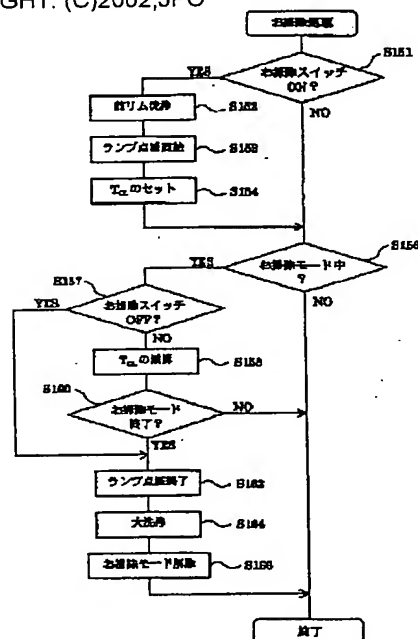 IGHT: (C)2002,JPO
お掃除処理
S151
お掃除スイッチ
ON?
YES
NO
前リム洗浄
S152
ランプ点滅開始
S153
TCLのセット
S154
S156
お掃除モード中
?
YES
NO
S157
お掃除スイッチ
OFF?
YES
NO
TCLの減算
S158
S160
お掃除モード
終了?
NO
YES
ランプ点滅終了
S162
大洗浄
S164
お掃除モード解除
終了